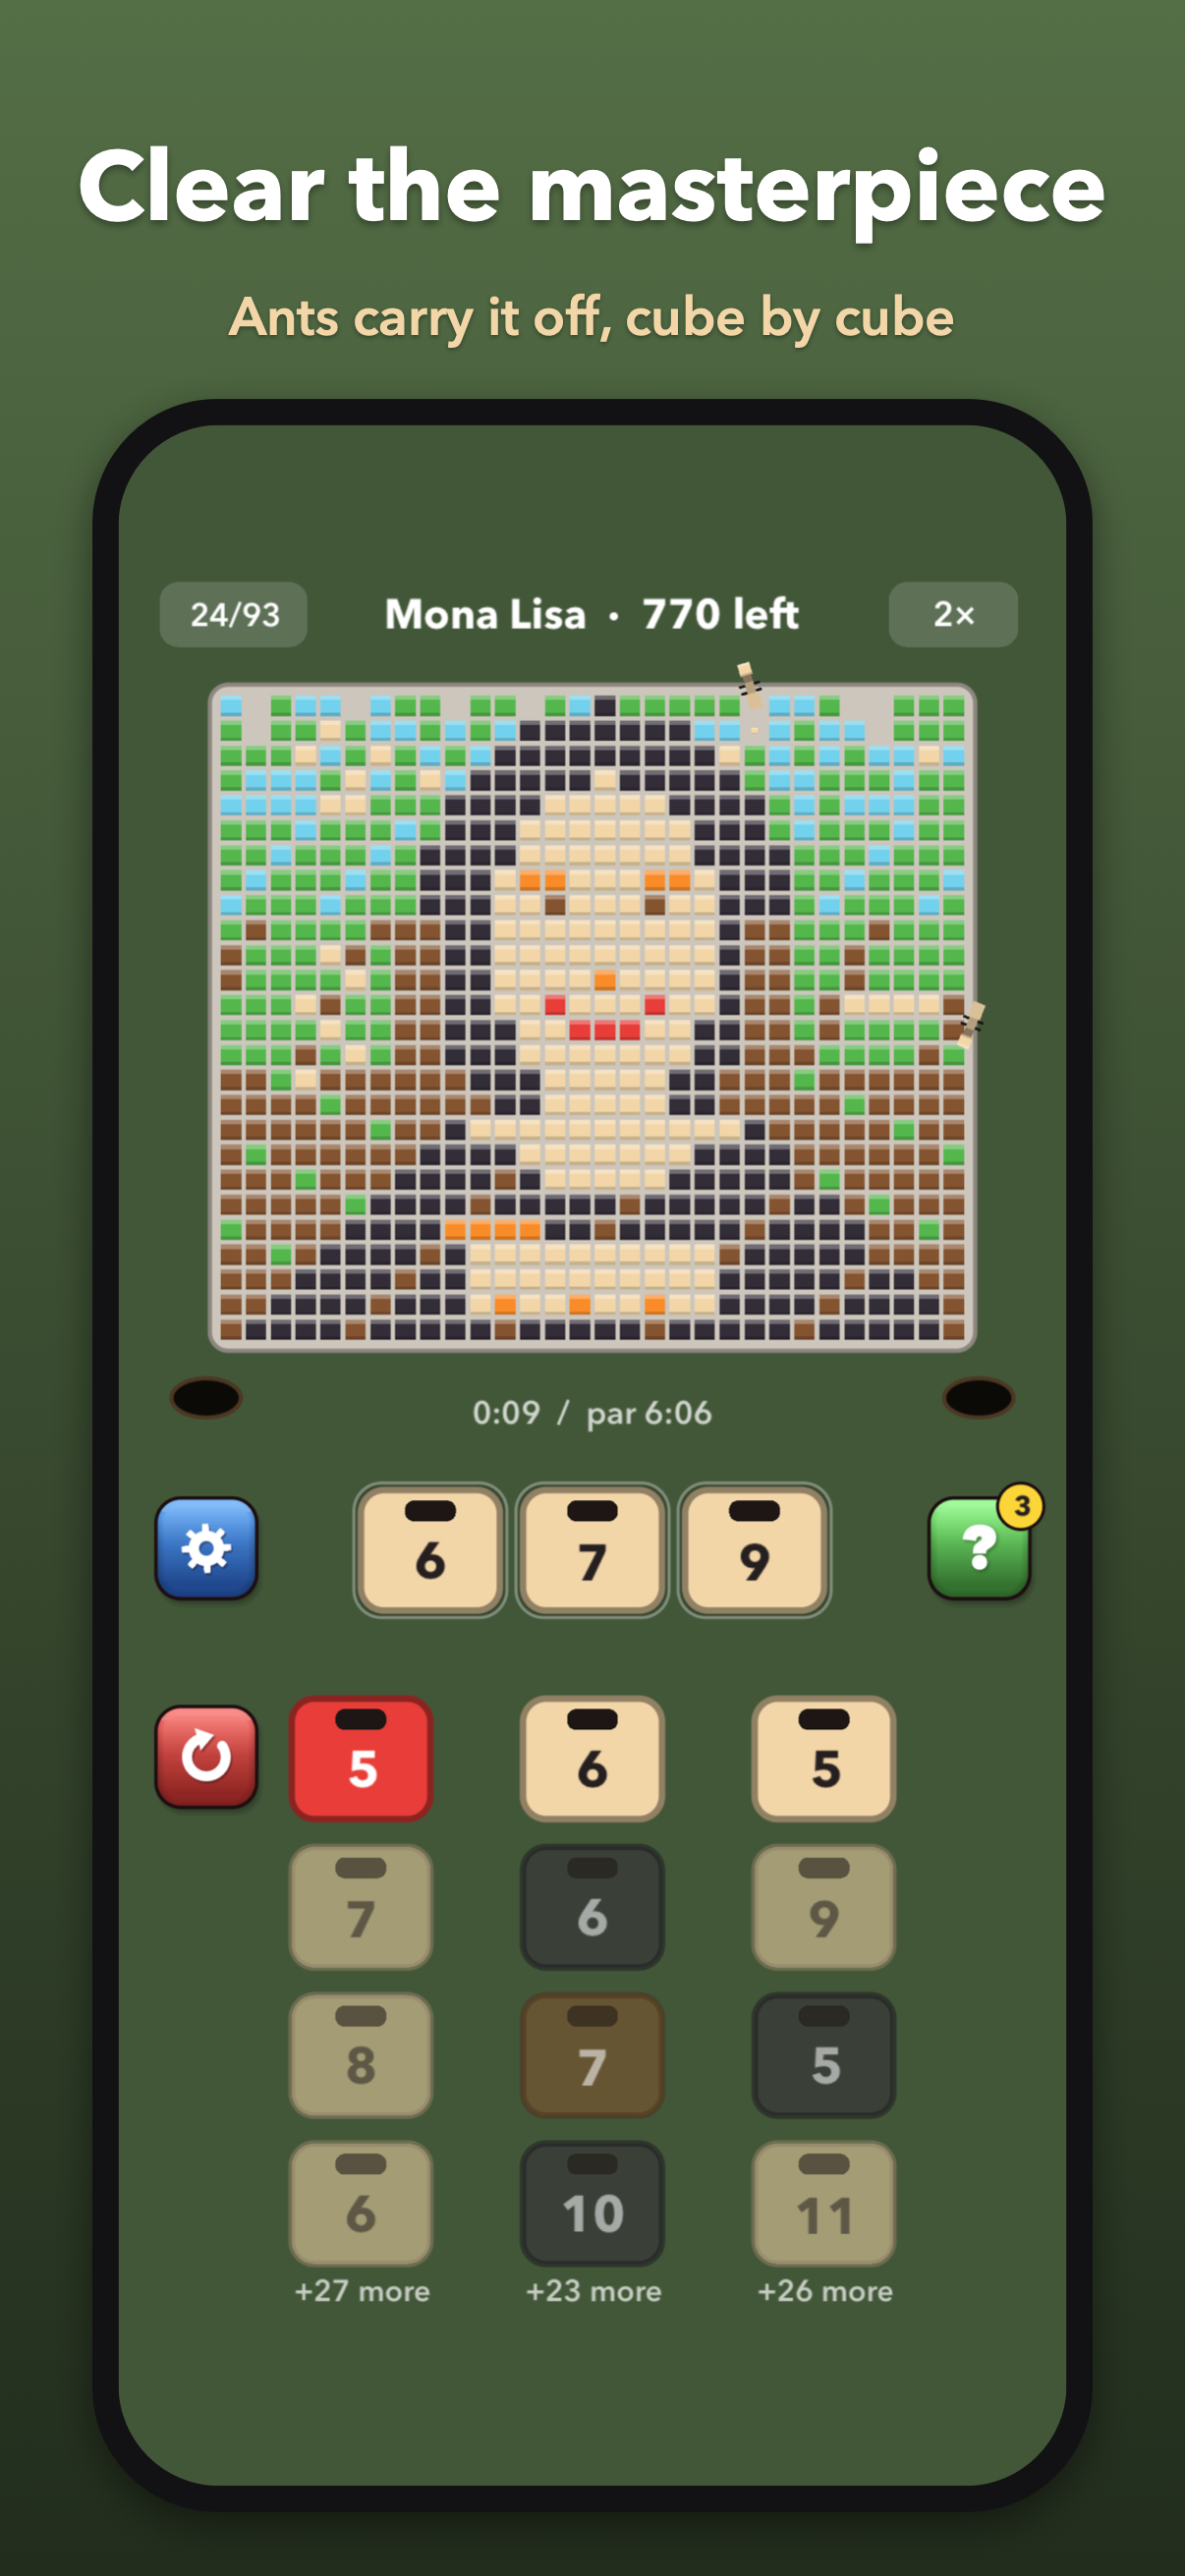 Clear the masterpiece
Ants carry it off, cube by cube
24/93 Mona Lisa · 770 left 2×
0:09 / par 6:06
6 7 9 ? 3
5 6 5
7 6 9
8 7 5
6 10 11
+27 more +23 more +26 more